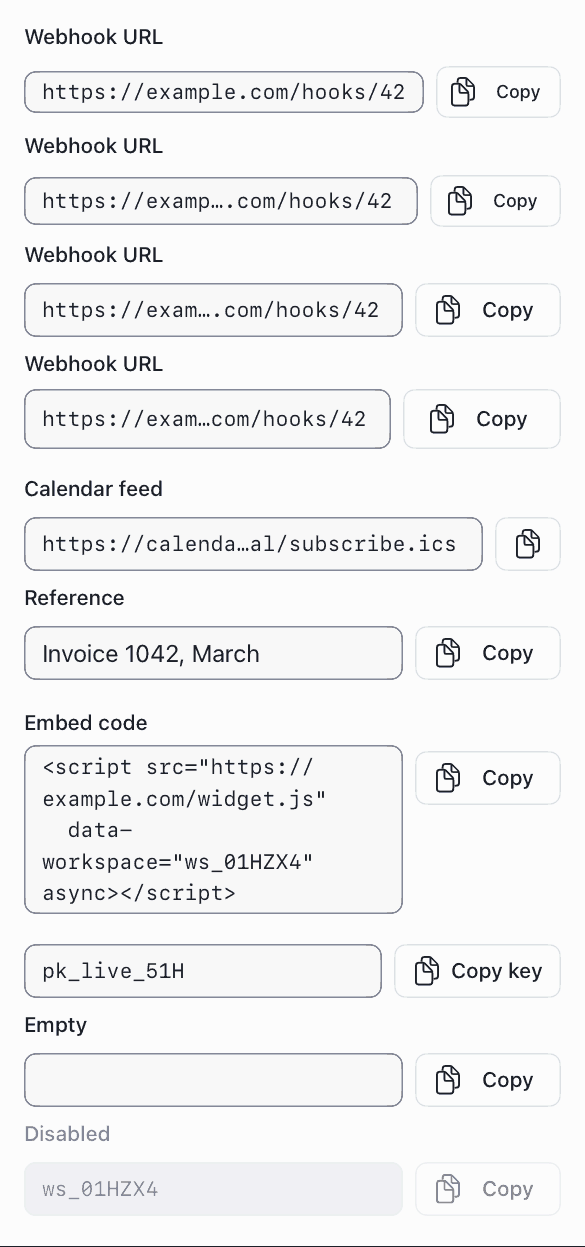 Webhook URL
https://example.com/hooks/42 Copy
Webhook URL
https://examp….com/hooks/42 Copy
Webhook URL
https://exam….com/hooks/42 Copy
Webhook URL
https://exam…com/hooks/42 Copy
Calendar feed
https://calenda…al/subscribe.ics
Reference
Invoice 1042, March Copy
Embed code
<script src="https://
example.com/widget.js" Copy
data-
workspace="ws_01HZX4"
async></script>
pk_live_51H Copy key
Empty
Copy
Disabled
ws_01HZX4 Copy